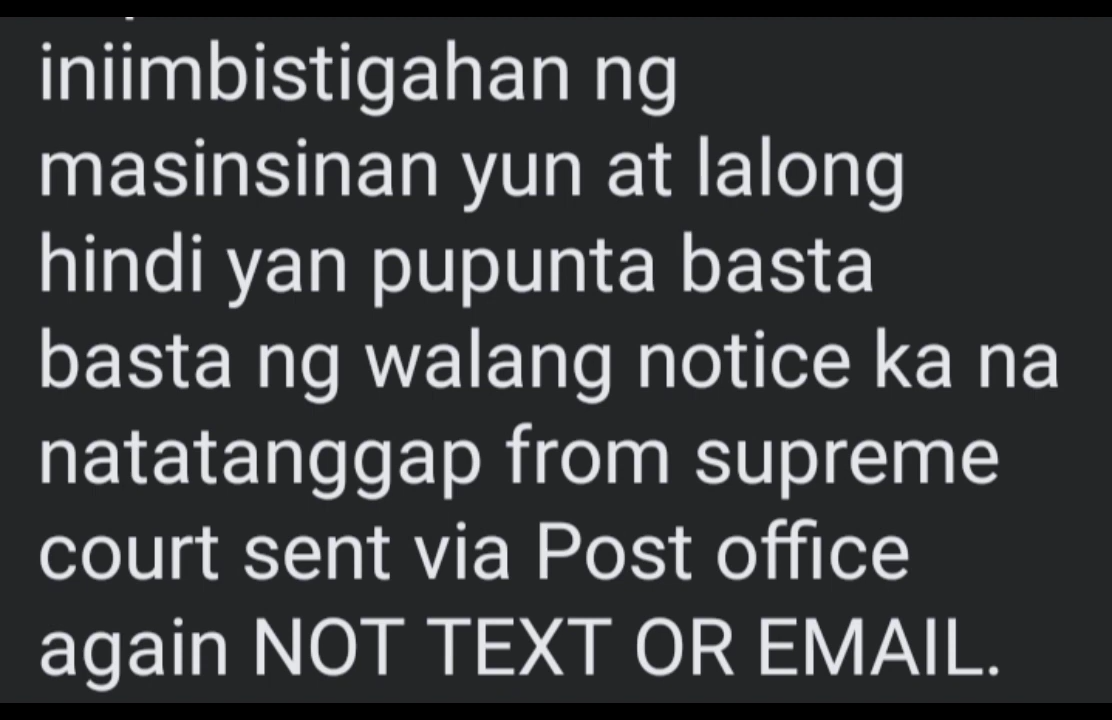 iniimbistigahan ng
masinsinan yun at lalong
hindi yan pupunta basta
basta ng walang notice ka na
natatanggap from supreme
court sent via Post office
again NOT TEXT OR EMAIL.